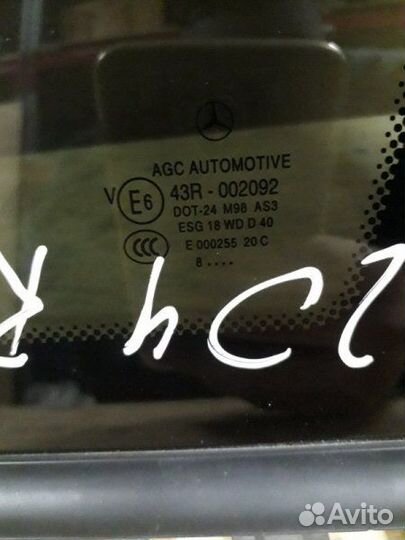 AGC AUTOMOTIVE
V E6 43R - 002092
DOT-24 M98 AS3
ESG 18 WD D 40
CCC E 000255 20 C
8 ....
204 R
Avito